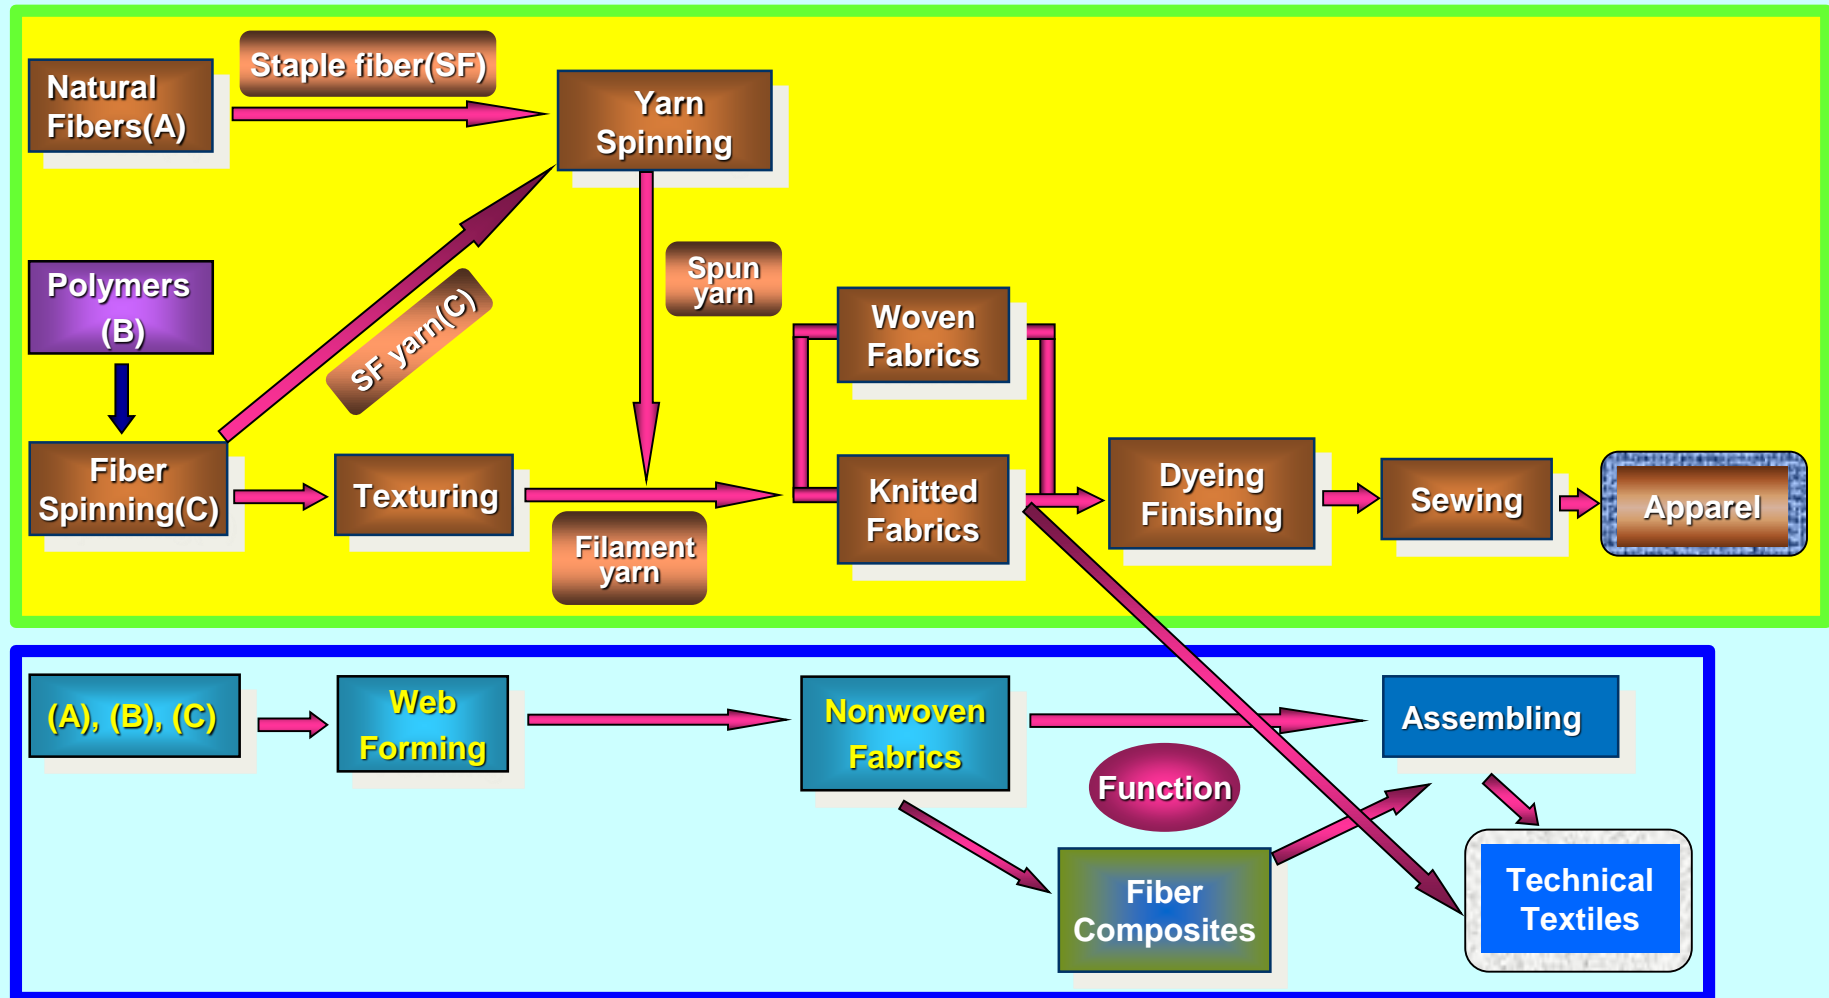 Natural
Fibers(A)
Staple fiber(SF)
Yarn
Spinning
Polymers
(B)
SF yarn(C)
Spun
yarn
Woven
Fabrics
Fiber
Spinning(C)
Texturing
Filament
yarn
Knitted
Fabrics
Dyeing
Finishing
Sewing
Apparel
(A), (B), (C)
Web
Forming
Nonwoven
Fabrics
Assembling
Function
Fiber
Composites
Technical
Textiles